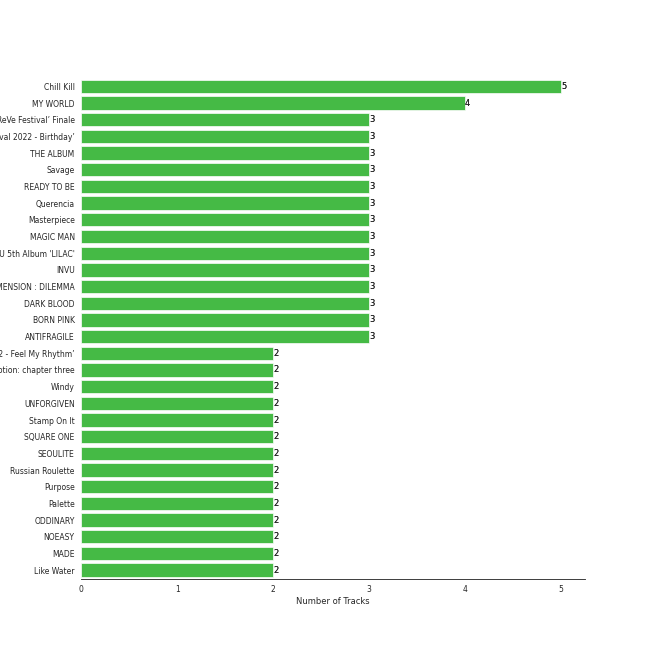 Chill Kill 5
MY WORLD 4
ReVe Festival’ Finale 3
val 2022 - Birthday’ 3
THE ALBUM 3
Savage 3
READY TO BE 3
Querencia 3
Masterpiece 3
MAGIC MAN 3
U 5th Album 'LILAC' 3
INVU 3
MENSION : DILEMMA 3
DARK BLOOD 3
BORN PINK 3
ANTIFRAGILE 3
2 - Feel My Rhythm’ 2
ption: chapter three 2
Windy 2
UNFORGIVEN 2
Stamp On It 2
SQUARE ONE 2
SEOULITE 2
Russian Roulette 2
Purpose 2
Palette 2
ODDINARY 2
NOEASY 2
MADE 2
Like Water 2
0 1 2 3 4 5
Number of Tracks